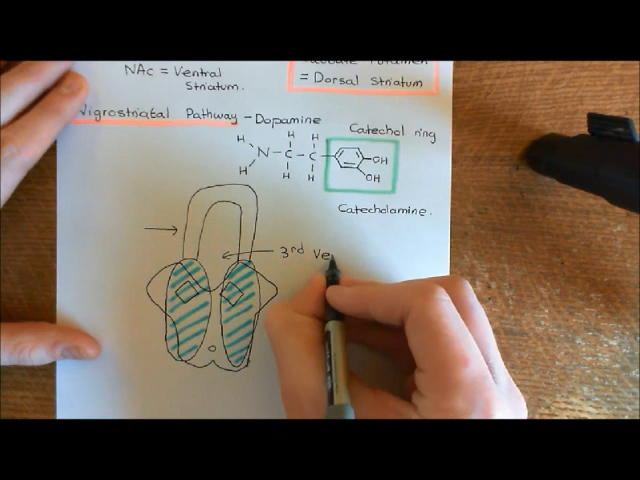 NAc = Ventral
Striatum.
= Dorsal Striatum
Nigrostriatal Pathway - Dopamine
Catechol ring
H H H
N - C - C - OH
H H H OH
Catecholamine.
3rd Ve